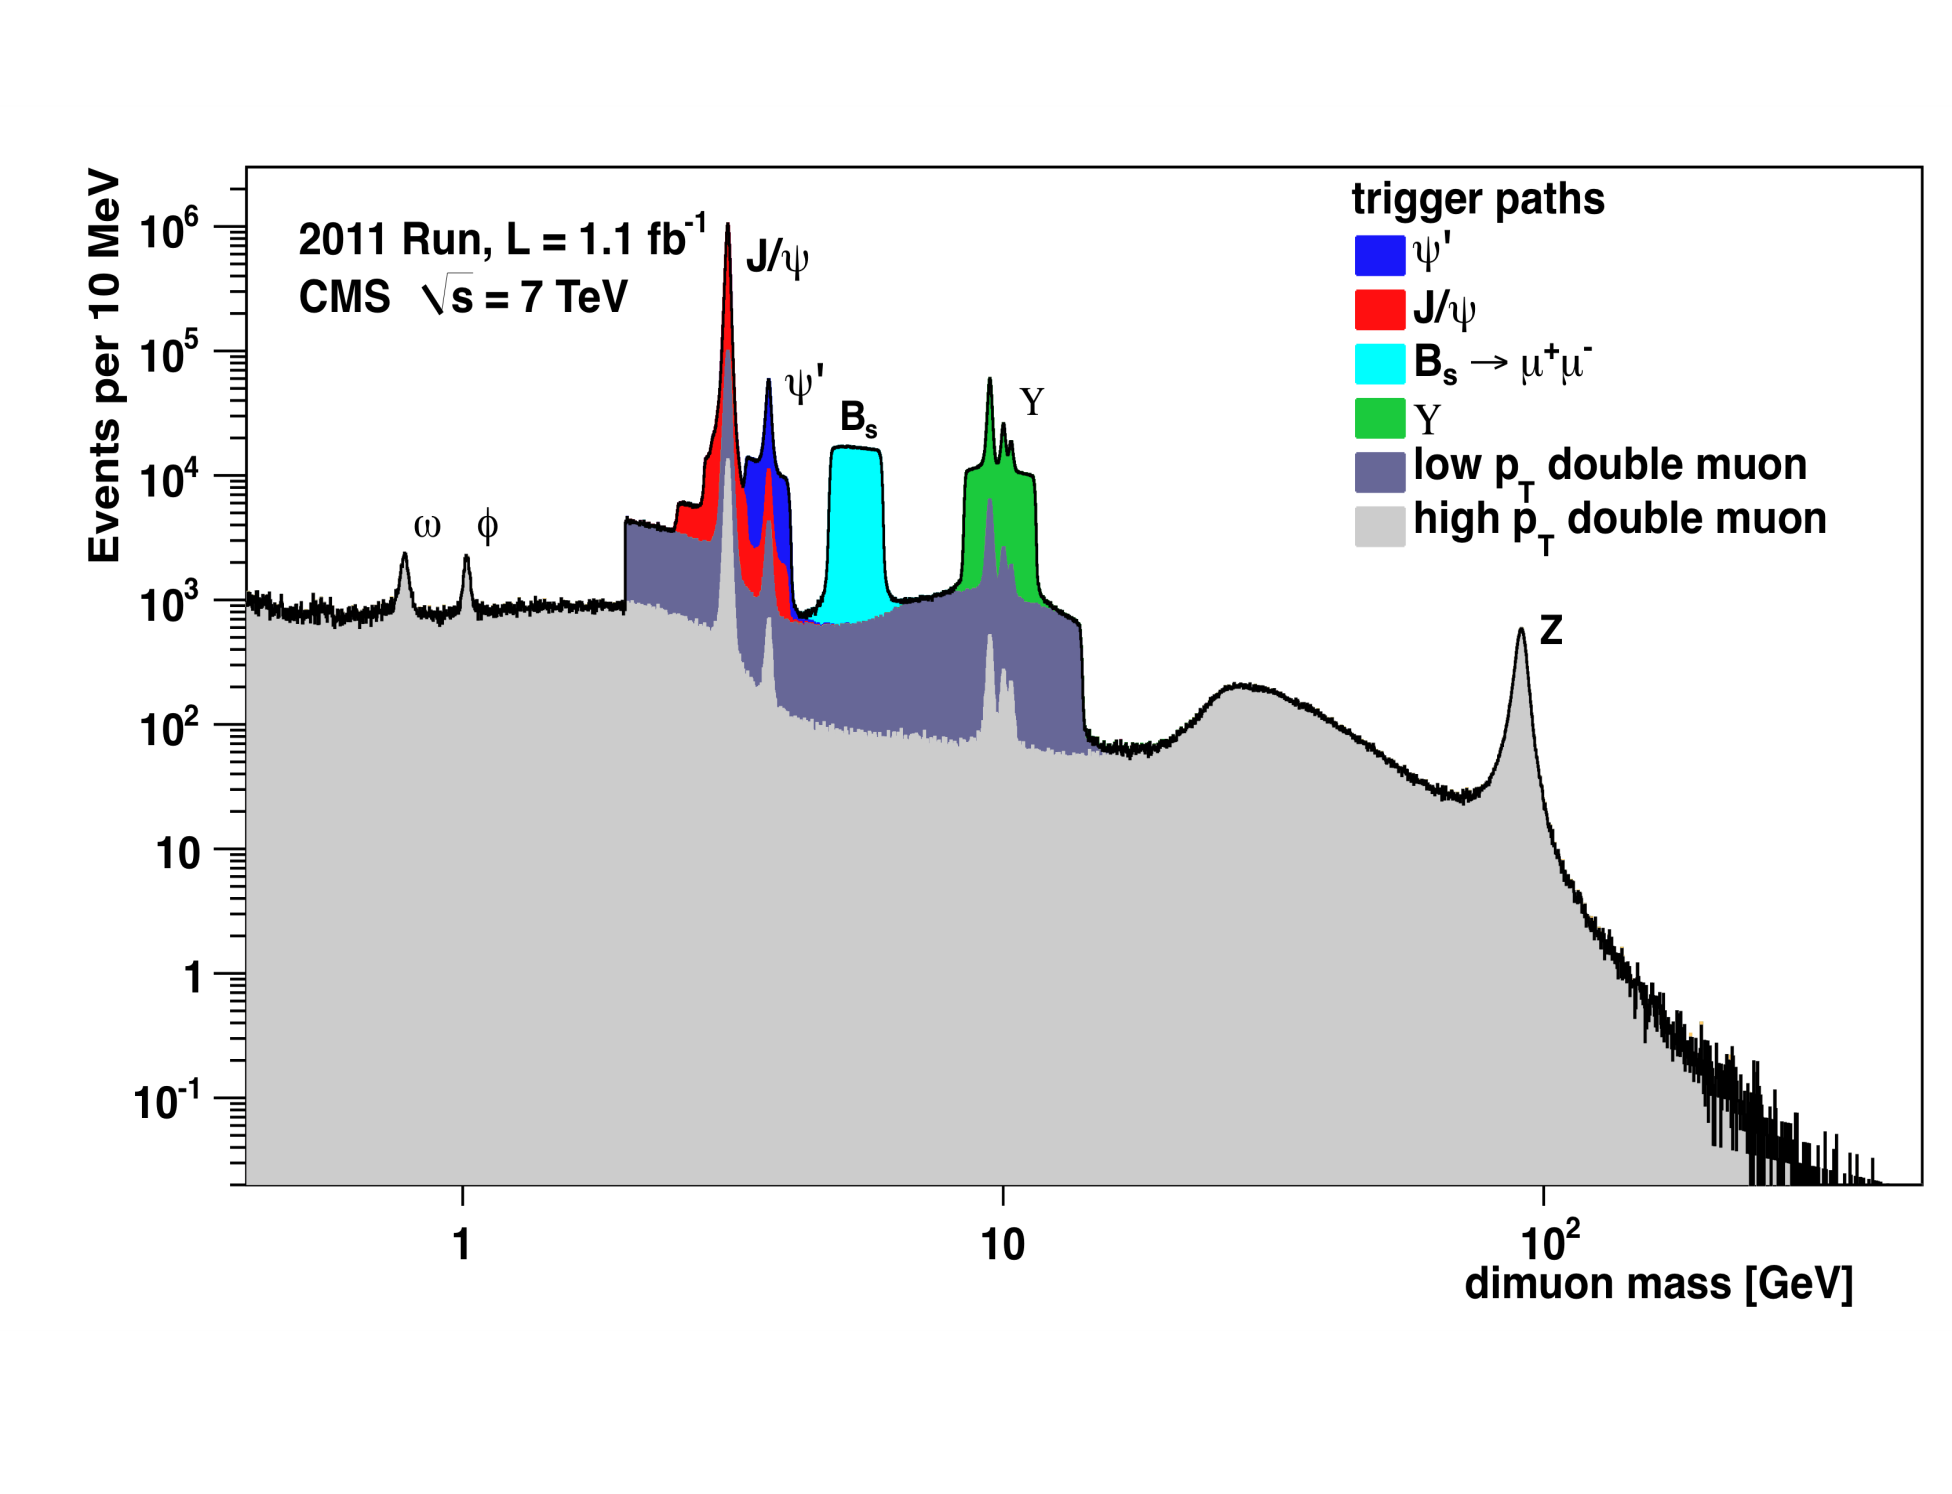 Events per 10 MeV
10⁶
10⁵
10⁴
10³
10²
10
1
10⁻¹
2011 Run, L = 1.1 fb⁻¹
CMS √s = 7 TeV
ω
ϕ
J/ψ
ψ'
Bₛ
Υ
Z
trigger paths
ψ'
J/ψ
Bₛ → μ⁺μ⁻
Υ
low p_T double muon
high p_T double muon
1
10
10²
dimuon mass [GeV]